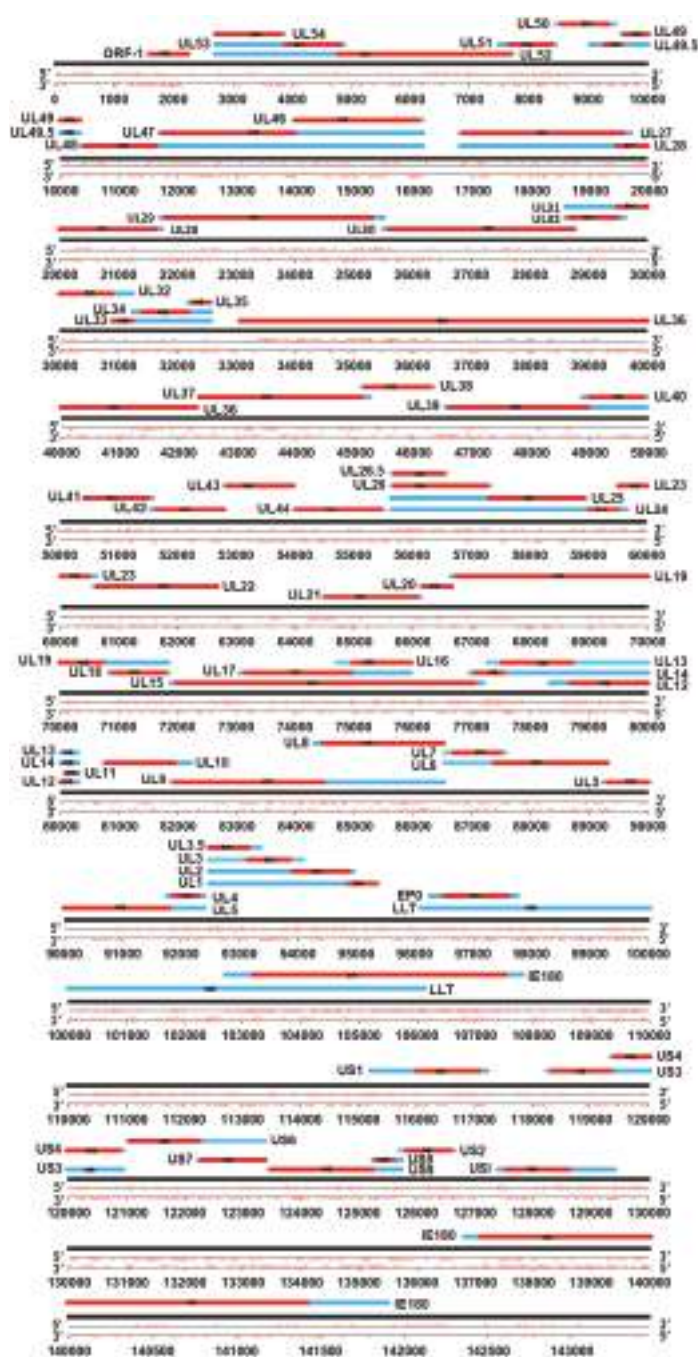 UL50
UL54 UL49
UL53 UL51 UL49.5
ORF-1 UL52
0 1000 2000 3000 4000 5000 6000 7000 8000 9000 10000
UL49 UL46
UL49.5 UL47 UL27
UL48 UL28
10000 11000 12000 13000 14000 15000 16000 17000 18000 19000 20000
UL31
UL29 UL32
UL28 UL30
20000 21000 22000 23000 24000 25000 26000 27000 28000 29000 30000
UL32
UL35
UL34
UL33 UL36
30000 31000 32000 33000 34000 35000 36000 37000 38000 39000 40000
UL38
UL37 UL40
UL36 UL39
40000 41000 42000 43000 44000 45000 46000 47000 48000 49000 50000
UL26.5
UL43 UL26 UL23
UL41 UL25
UL42 UL44 UL24
50000 51000 52000 53000 54000 55000 56000 57000 58000 59000 60000
UL23 UL19
UL22 UL20
UL21
60000 61000 62000 63000 64000 65000 66000 67000 68000 69000 70000
UL19 UL16 UL13
UL18 UL17 UL14
UL15 UL12
70000 71000 72000 73000 74000 75000 76000 77000 78000 79000 80000
UL8
UL13 UL7
UL14 UL10 UL6
UL11
UL12 UL9 UL5
80000 81000 82000 83000 84000 85000 86000 87000 88000 89000 90000
UL3.5
UL3
UL2
UL1
UL4 EP0
UL5 LLT
90000 91000 92000 93000 94000 95000 96000 97000 98000 99000 100000
IE180
LLT
100000 101000 102000 103000 104000 105000 106000 107000 108000 109000 110000
US4
US1 US3
110000 111000 112000 113000 114000 115000 116000 117000 118000 119000 120000
US6
US4 US2
US7 US9
US3 US8 US1
120000 121000 122000 123000 124000 125000 126000 127000 128000 129000 130000
IE180
130000 131000 132000 133000 134000 135000 136000 137000 138000 139000 140000
IE180
140000 140500 141000 141500 142000 142500 143000